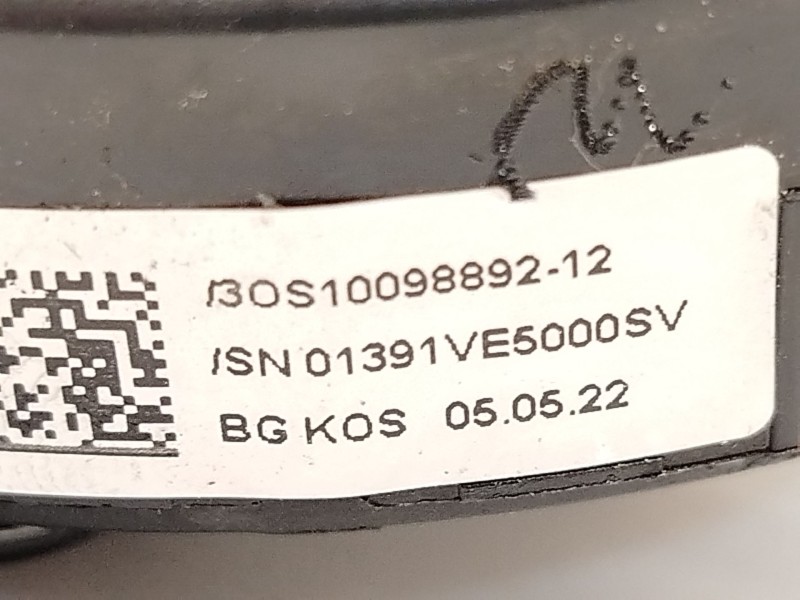 /3OS10098892-12
/SN 01391VE5000SV
BG KOS 05.05.22